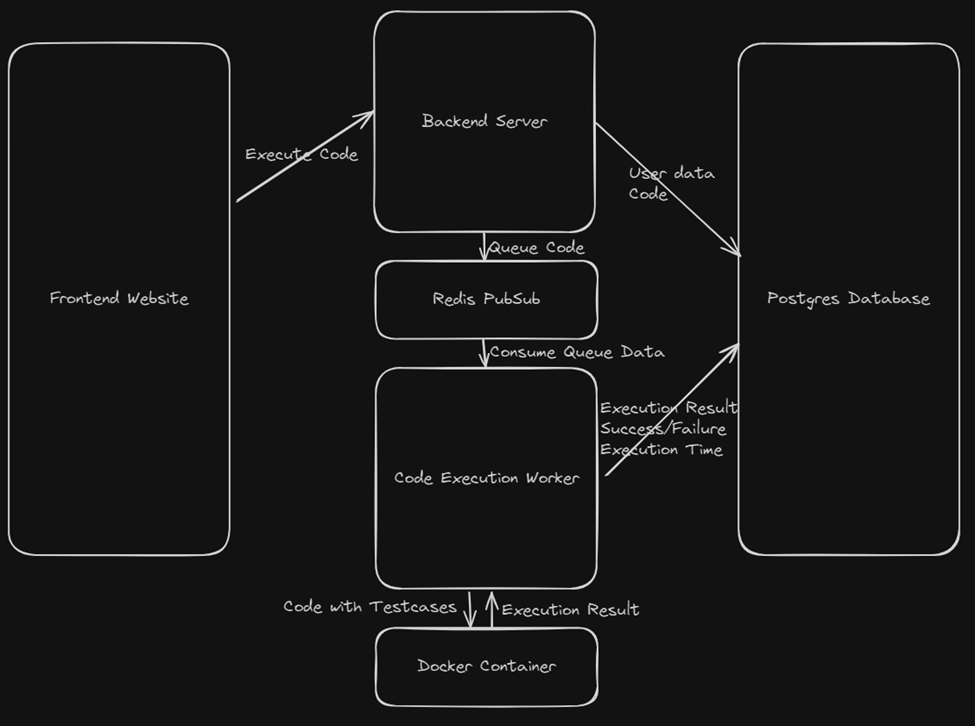 Backend Server
Execute Code
User data
Code
Queue Code
Frontend Website
Redis PubSub
Postgres Database
Consume Queue Data
Execution Result
Success/Failure
Execution Time
Code Execution Worker
Code with Testcases
Execution Result
Docker Container